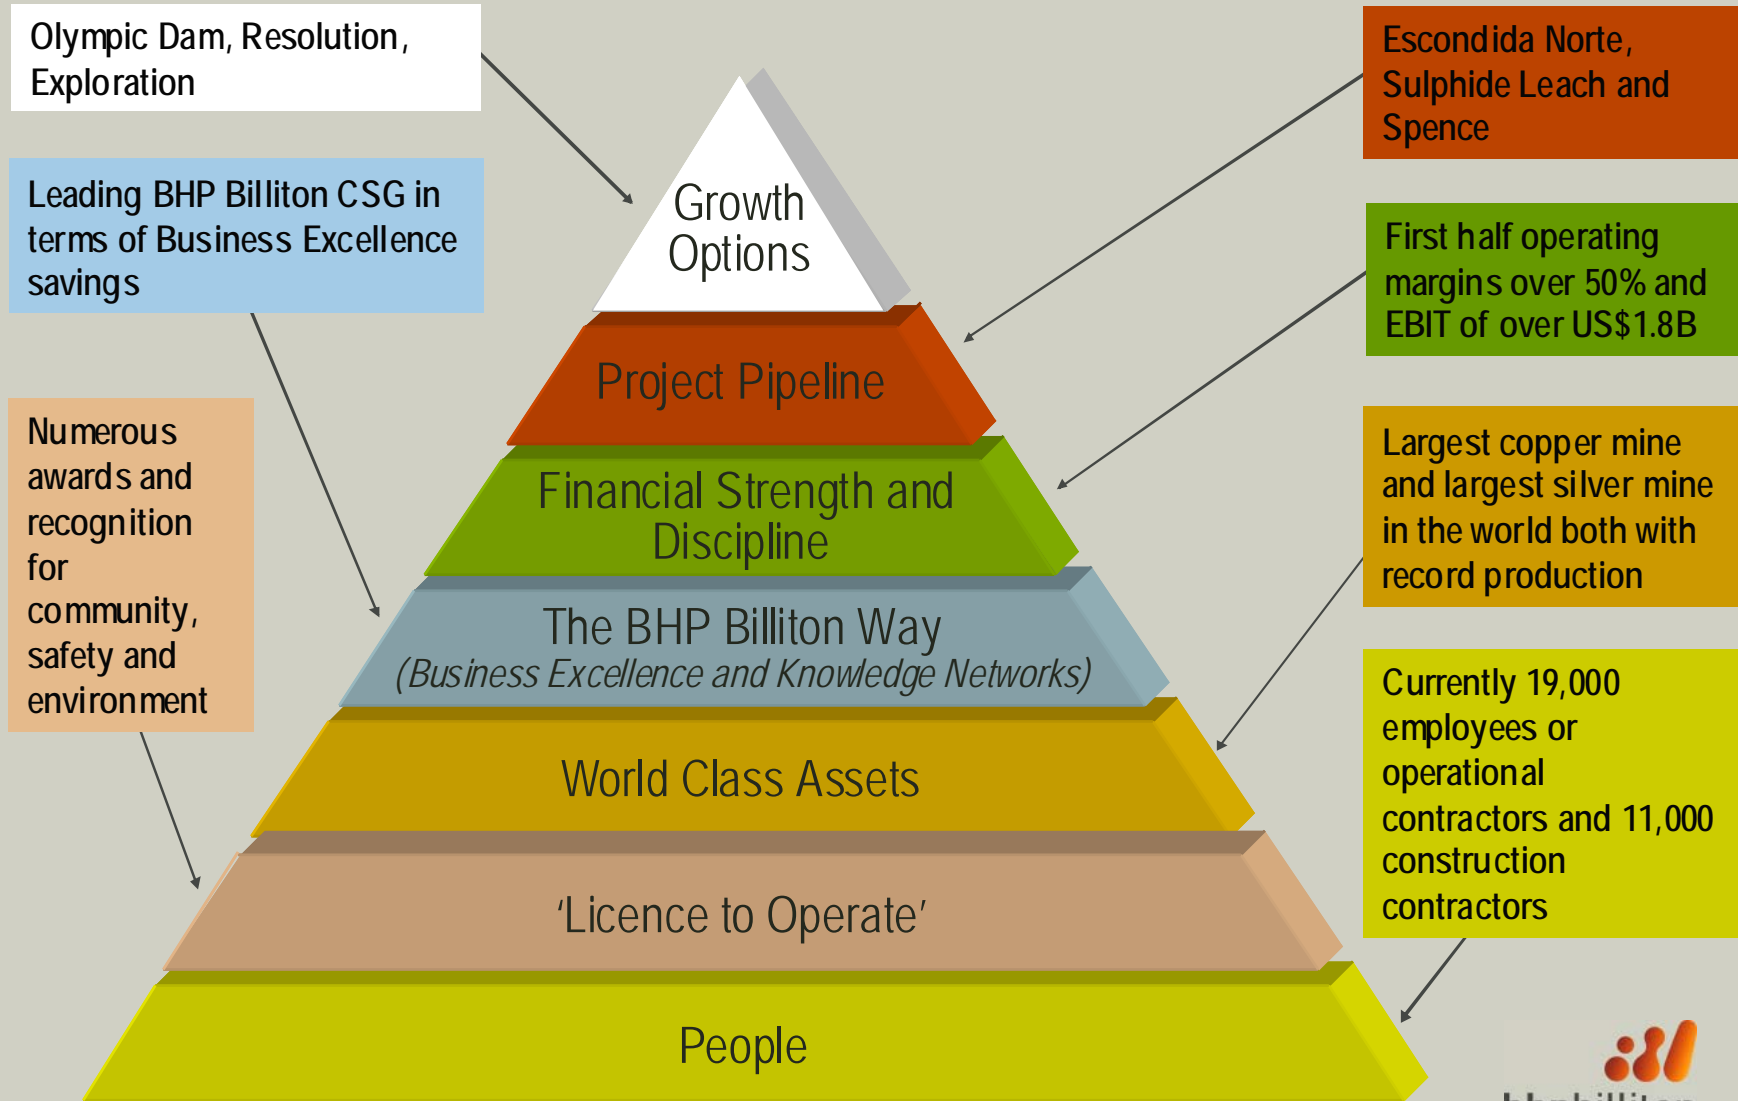 Olympic Dam, Resolution,
Exploration
Leading BHP Billiton CSG in
terms of Business Excellence
savings
Numerous
awards and
recognition
for
community,
safety and
environment
Growth
Options
Project Pipeline
Financial Strength and
Discipline
The BHP Billiton Way
(Business Excellence and Knowledge Networks)
World Class Assets
‘Licence to Operate’
People
Escondida Norte,
Sulphide Leach and
Spence
First half operating
margins over 50% and
EBIT of over US$1.8B
Largest copper mine
and largest silver mine
in the world both with
record production
Currently 19,000
employees or
operational
contractors and 11,000
construction
contractors
bhpbilliton